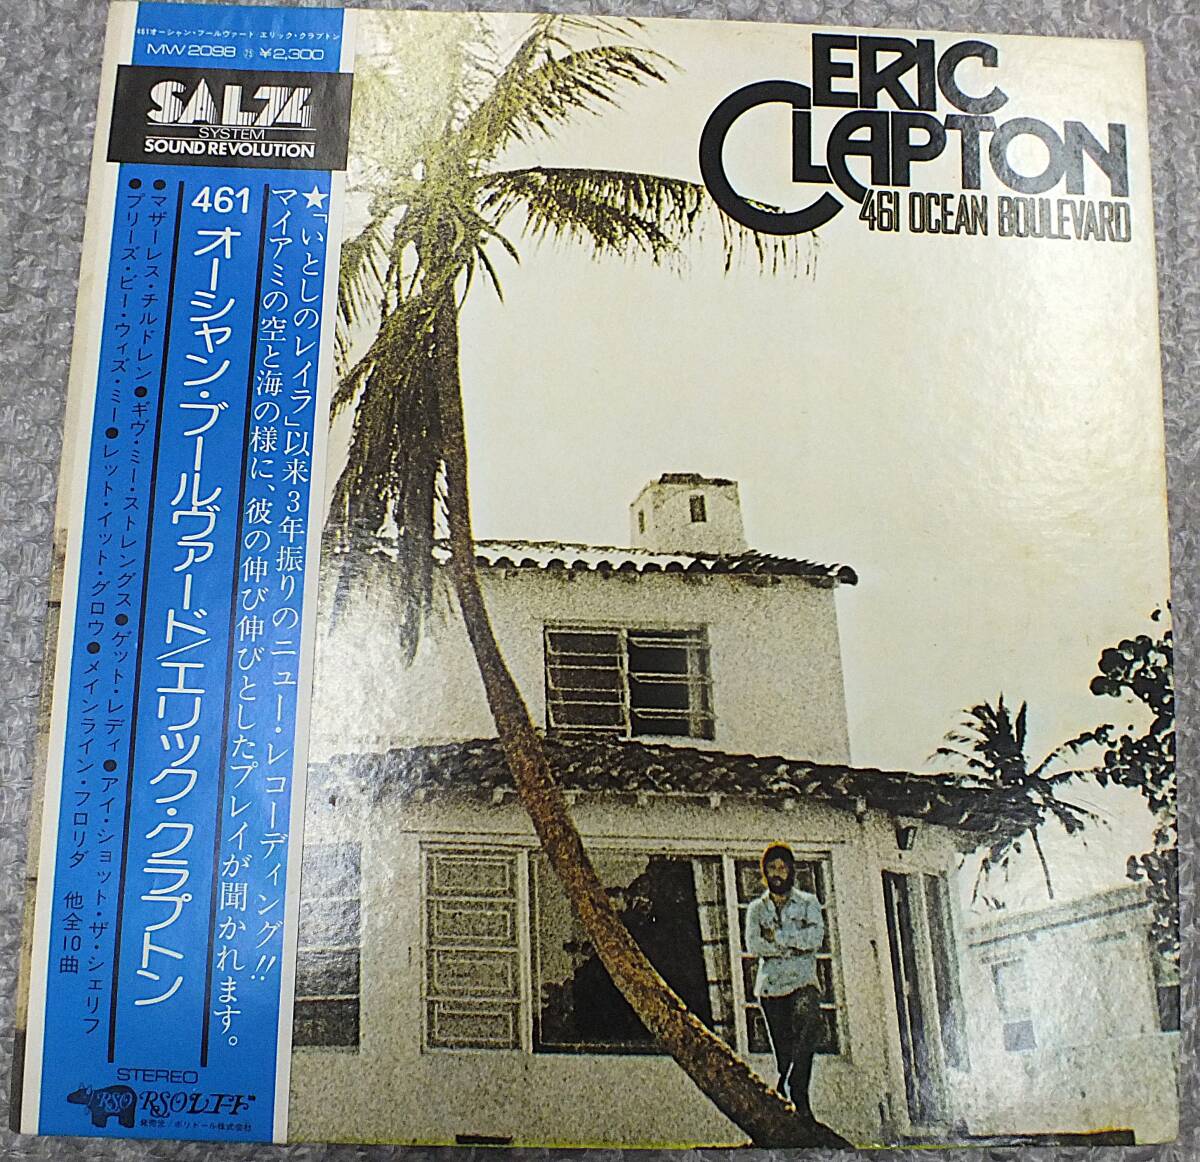 461オーシャン・ブールヴァード エリック・クラプトン
MW 2098 ¥2,300
SAL74
SYSTEM
SOUND REVOLUTION
★「いとしのレイラ」以来3年振りのニュー・レコーディング!!
マイアミの空と海の様に、彼の伸び伸びとしたプレイが聞かれます。
461 オーシャン・ブールヴァード/エリック・クラプトン
●マザーレス・チルドレン●ギヴ・ミー・ストレングス●ゲット・レディ●アイ・ショット・ザ・シェリフ
●プリーズ・ビー・ウィズ・ミー●レット・イット・グロウ●メインライン・フロリダ 他全10曲
STEREO
RSO RSOレコード
発売元/ポリドール株式会社
ERIC
CLAPTON
461 OCEAN BOULEVARD